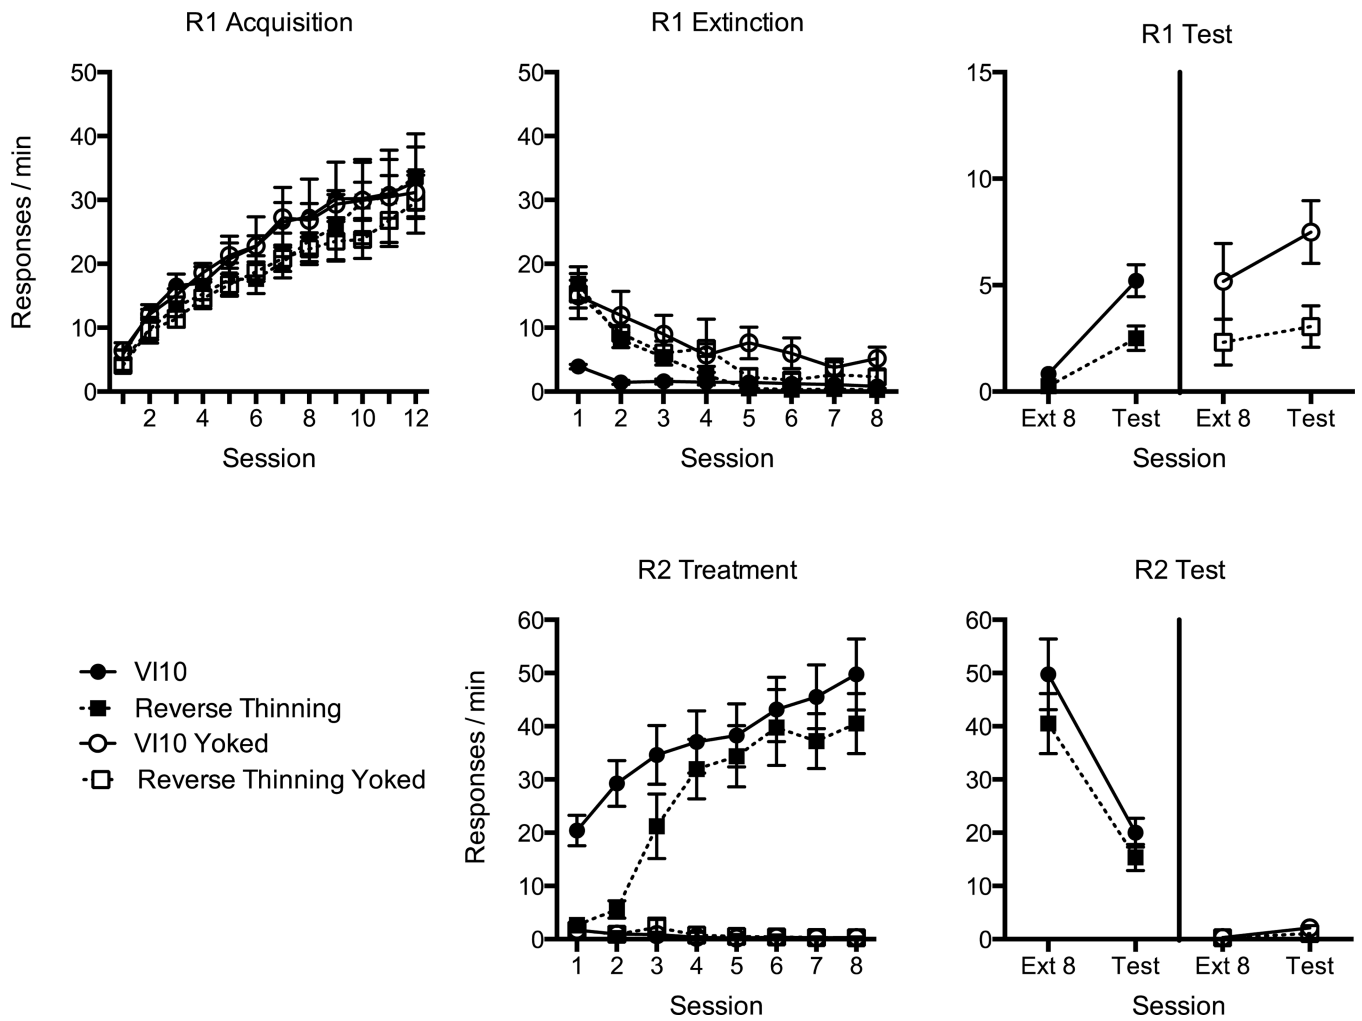 R1 Acquisition
50
40
30
20
10
0
2 4 6 8 10 12
Session
Responses / min
R1 Extinction
50
40
30
20
10
0
1 2 3 4 5 6 7 8
Session
R1 Test
15
10
5
0
Ext 8 Test Ext 8 Test
Session
VI10
Reverse Thinning
VI10 Yoked
Reverse Thinning Yoked
R2 Treatment
60
50
40
30
20
10
0
1 2 3 4 5 6 7 8
Session
Responses / min
R2 Test
60
50
40
30
20
10
0
Ext 8 Test Ext 8 Test
Session